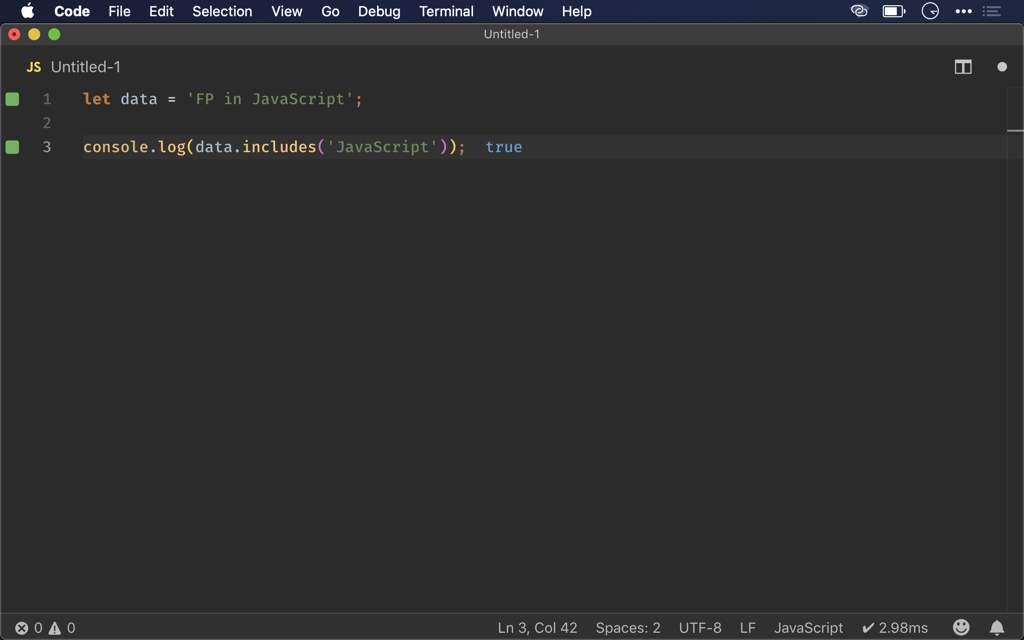 Code File Edit Selection View Go Debug Terminal Window Help
Untitled-1
JS Untitled-1
1 let data = 'FP in JavaScript';
2
3 console.log(data.includes('JavaScript')); true
0 0 Ln 3, Col 42 Spaces: 2 UTF-8 LF JavaScript ✔ 2.98ms